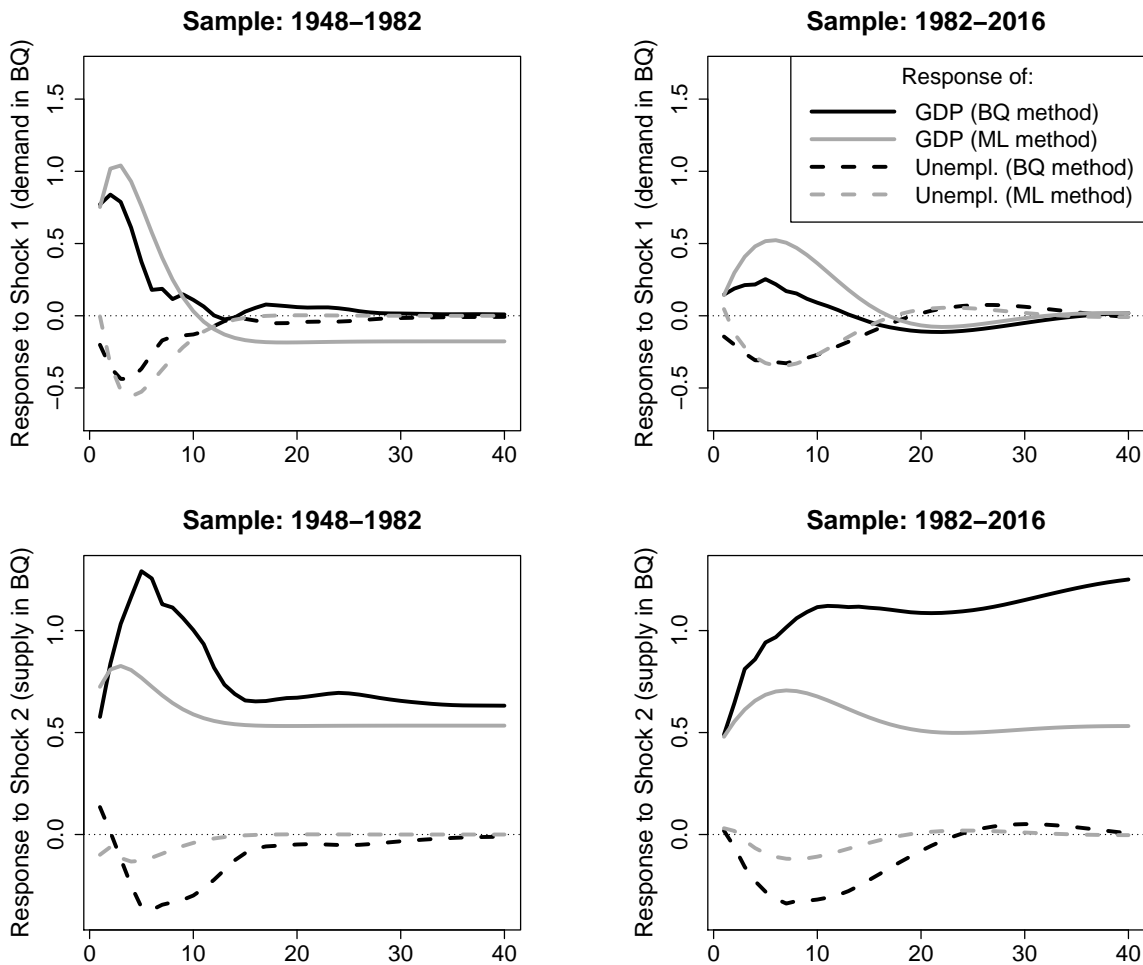 Sample: 1948−1982
Response to Shock 1 (demand in BQ)
1.5
1.0
0.5
0.0
−0.5
0 10 20 30 40
Sample: 1982−2016
Response to Shock 1 (demand in BQ)
1.5
1.0
0.5
0.0
−0.5
0 10 20 30 40
Response of:
GDP (BQ method)
GDP (ML method)
Unempl. (BQ method)
Unempl. (ML method)
Sample: 1948−1982
Response to Shock 2 (supply in BQ)
1.0
0.5
0.0
0 10 20 30 40
Sample: 1982−2016
Response to Shock 2 (supply in BQ)
1.0
0.5
0.0
0 10 20 30 40